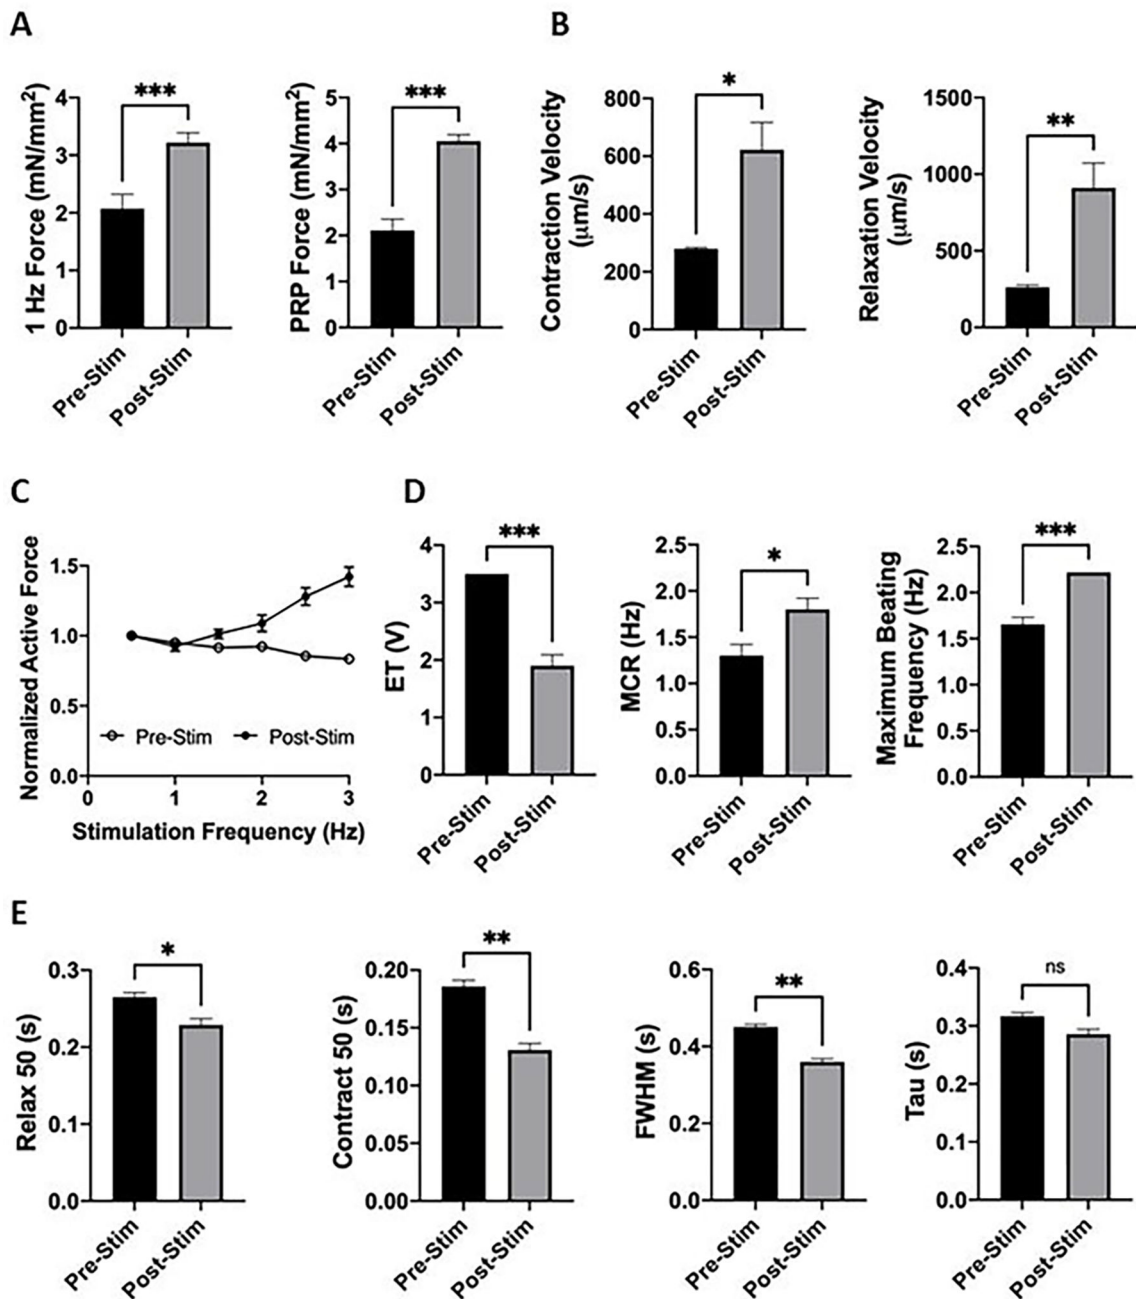 A
1 Hz Force (mN/mm²)
4
3
2
1
0
***
Pre-Stim
Post-Stim
PRP Force (mN/mm²)
5
4
3
2
1
0
***
Pre-Stim
Post-Stim
B
Contraction Velocity
(μm/s)
800
600
400
200
0
*
Pre-Stim
Post-Stim
Relaxation Velocity
(μm/s)
1500
1000
500
0
**
Pre-Stim
Post-Stim
C
Normalized Active Force
1.5
1.0
0.5
0.0
Pre-Stim
Post-Stim
0
1
2
3
Stimulation Frequency (Hz)
D
ET (V)
4
3
2
1
0
***
Pre-Stim
Post-Stim
MCR (Hz)
2.5
2.0
1.5
1.0
0.5
0.0
*
Pre-Stim
Post-Stim
Maximum Beating
Frequency (Hz)
2.5
2.0
1.5
1.0
0.5
0.0
***
Pre-Stim
Post-Stim
E
Relax 50 (s)
0.3
0.2
0.1
0.0
*
Pre-Stim
Post-Stim
Contract 50 (s)
0.20
0.15
0.10
0.05
0.00
**
Pre-Stim
Post-Stim
FWHM (s)
0.6
0.4
0.2
0.0
**
Pre-Stim
Post-Stim
Tau (s)
0.4
0.3
0.2
0.1
0.0
ns
Pre-Stim
Post-Stim